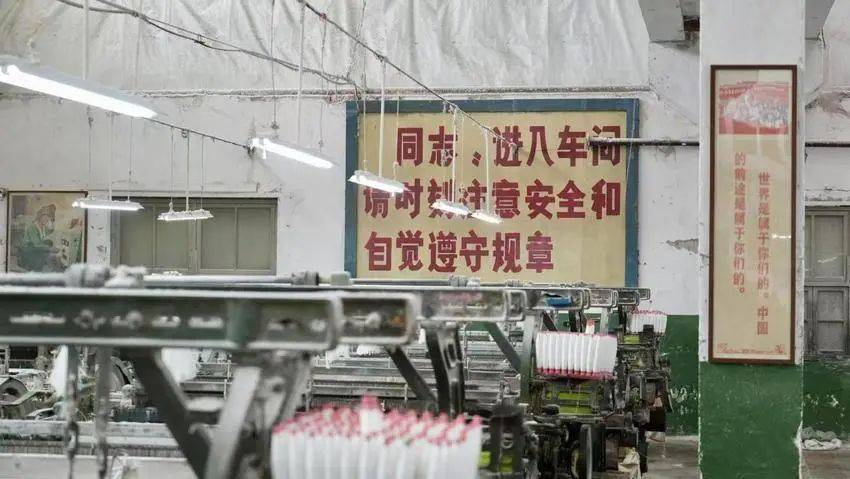 同志、进入车间
请时刻注意安全和
自觉遵守规章
世界是属于你们的。中国
的前途是属于你们的。